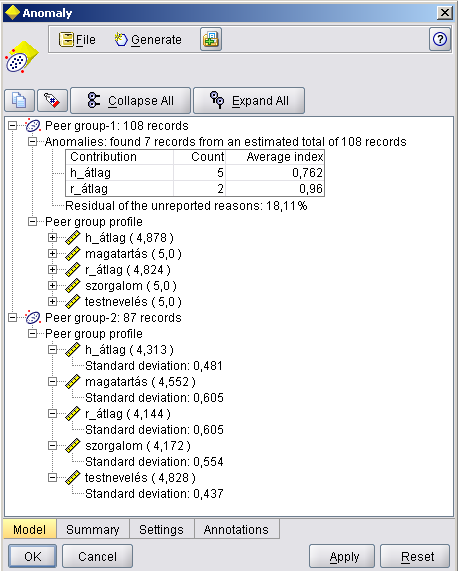 Anomaly
File Generate
Collapse All Expand All
Peer group-1: 108 records
Anomalies: found 7 records from an estimated total of 108 records
Contribution Count Average index
h_átlag 5 0,762
r_átlag 2 0,96
Residual of the unreported reasons: 18,11%
Peer group profile
h_átlag ( 4,878 )
magatartás ( 5,0 )
r_átlag ( 4,824 )
szorgalom ( 5,0 )
testnevelés ( 5,0 )
Peer group-2: 87 records
Peer group profile
h_átlag ( 4,313 )
Standard deviation: 0,481
magatartás ( 4,552 )
Standard deviation: 0,605
r_átlag ( 4,144 )
Standard deviation: 0,605
szorgalom ( 4,172 )
Standard deviation: 0,554
testnevelés ( 4,828 )
Standard deviation: 0,437
Model Summary Settings Annotations
OK Cancel Apply Reset